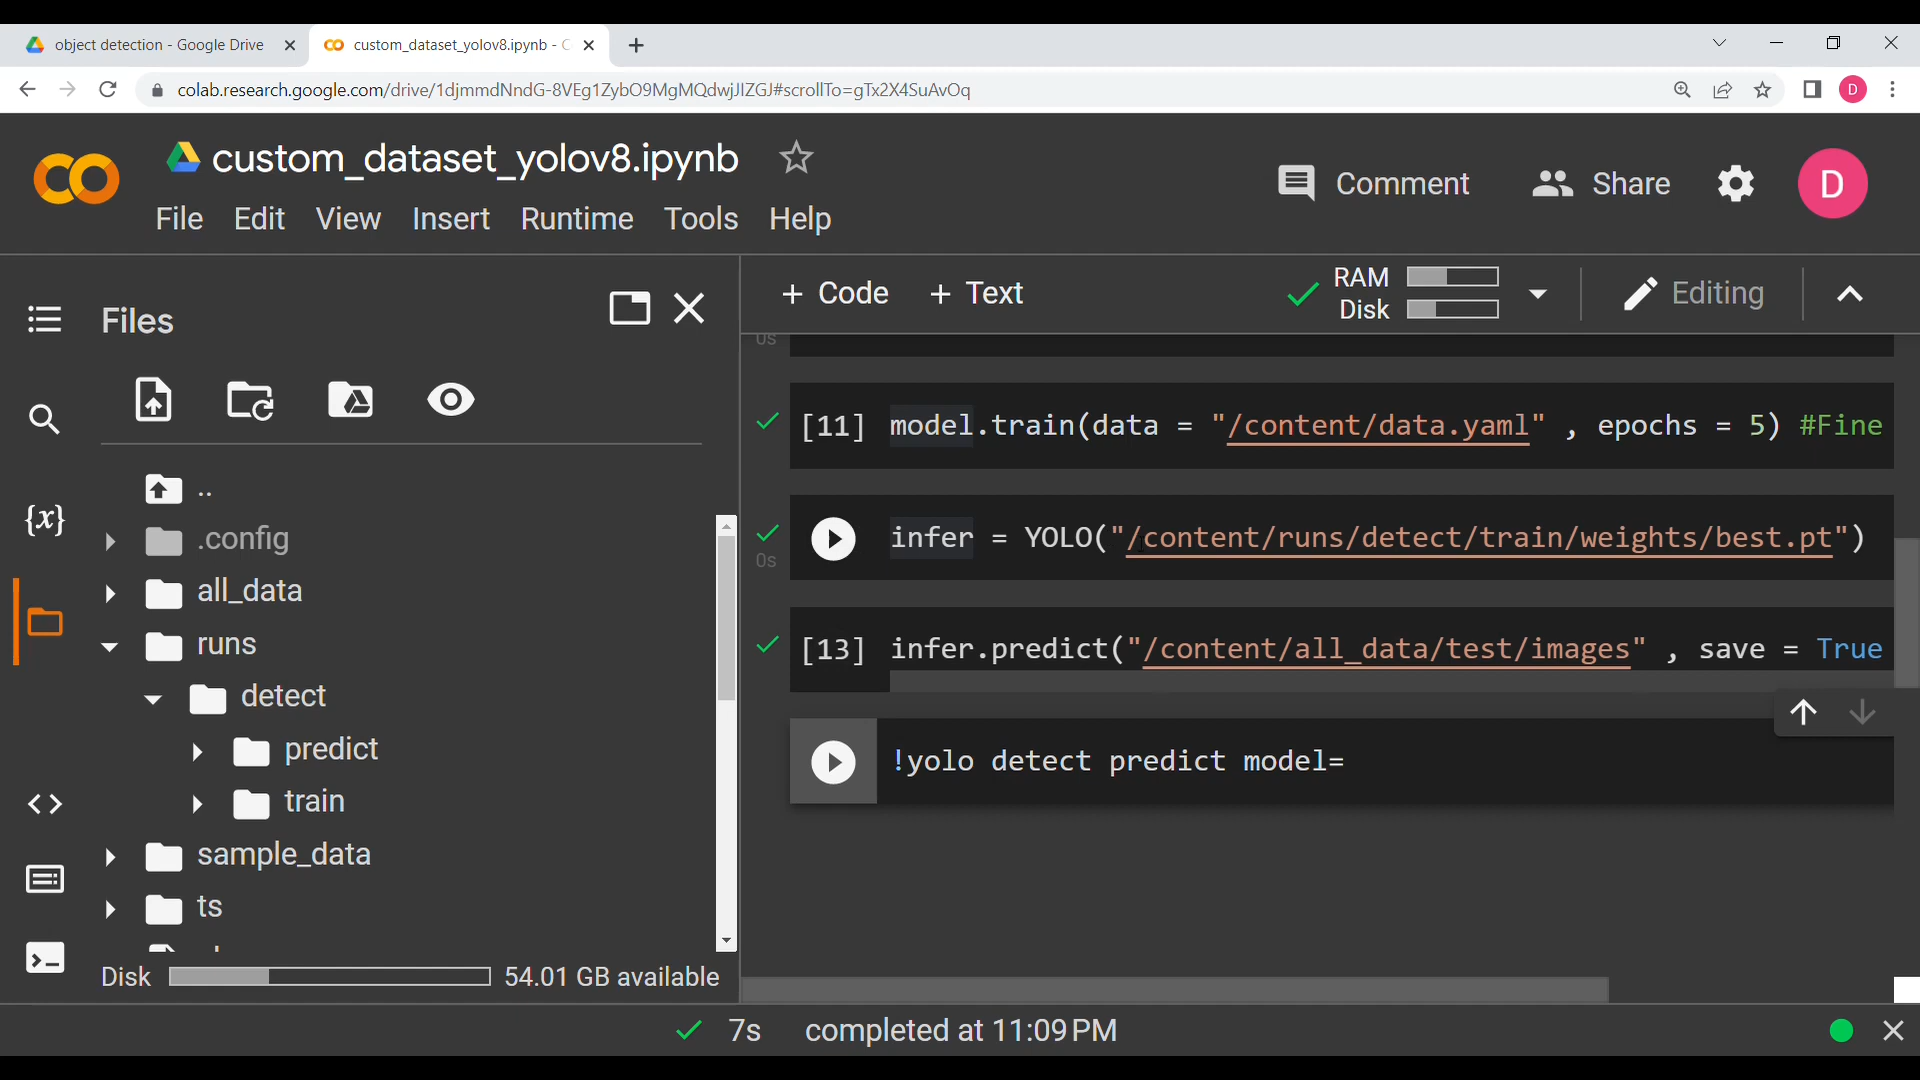 object detection - Google Drive
custom_dataset_yolov8.ipynb - C
colab.research.google.com/drive/1djmmdNndG-8VEg1ZybO9MgMQdwjJIZGJ#scrollTo=gTx2X4SuAvOq
D
custom_dataset_yolov8.ipynb
File Edit View Insert Runtime Tools Help
Comment
Share
D
Files
+ Code + Text
RAM
Disk
Editing
0s
[11] model.train(data = "/content/data.yaml" , epochs = 5) #Fine
infer = YOLO("/content/runs/detect/train/weights/best.pt")
0s
[13] infer.predict("/content/all_data/test/images" , save = True
!yolo detect predict model=
{x}
..
.config
all_data
runs
detect
predict
train
sample_data
ts
Disk 54.01 GB available
7s completed at 11:09 PM